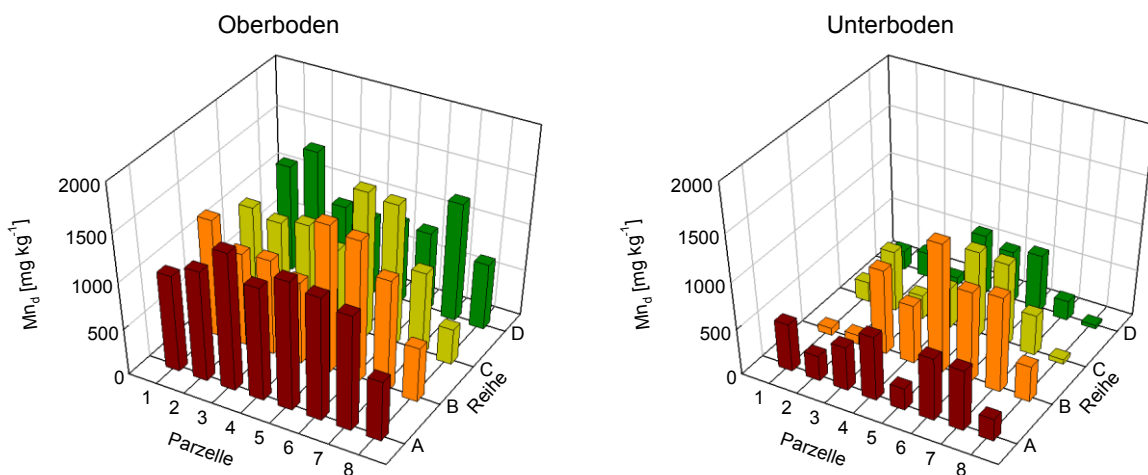 Oberboden
Unterboden
2000
1500
1000
500
0
Mn_d [mg kg⁻¹]
1
2
3
4
5
6
7
8
Parzelle
A
B
C
D
Reihe
2000
1500
1000
500
0
Mn_d [mg kg⁻¹]
1
2
3
4
5
6
7
8
Parzelle
A
B
C
D
Reihe